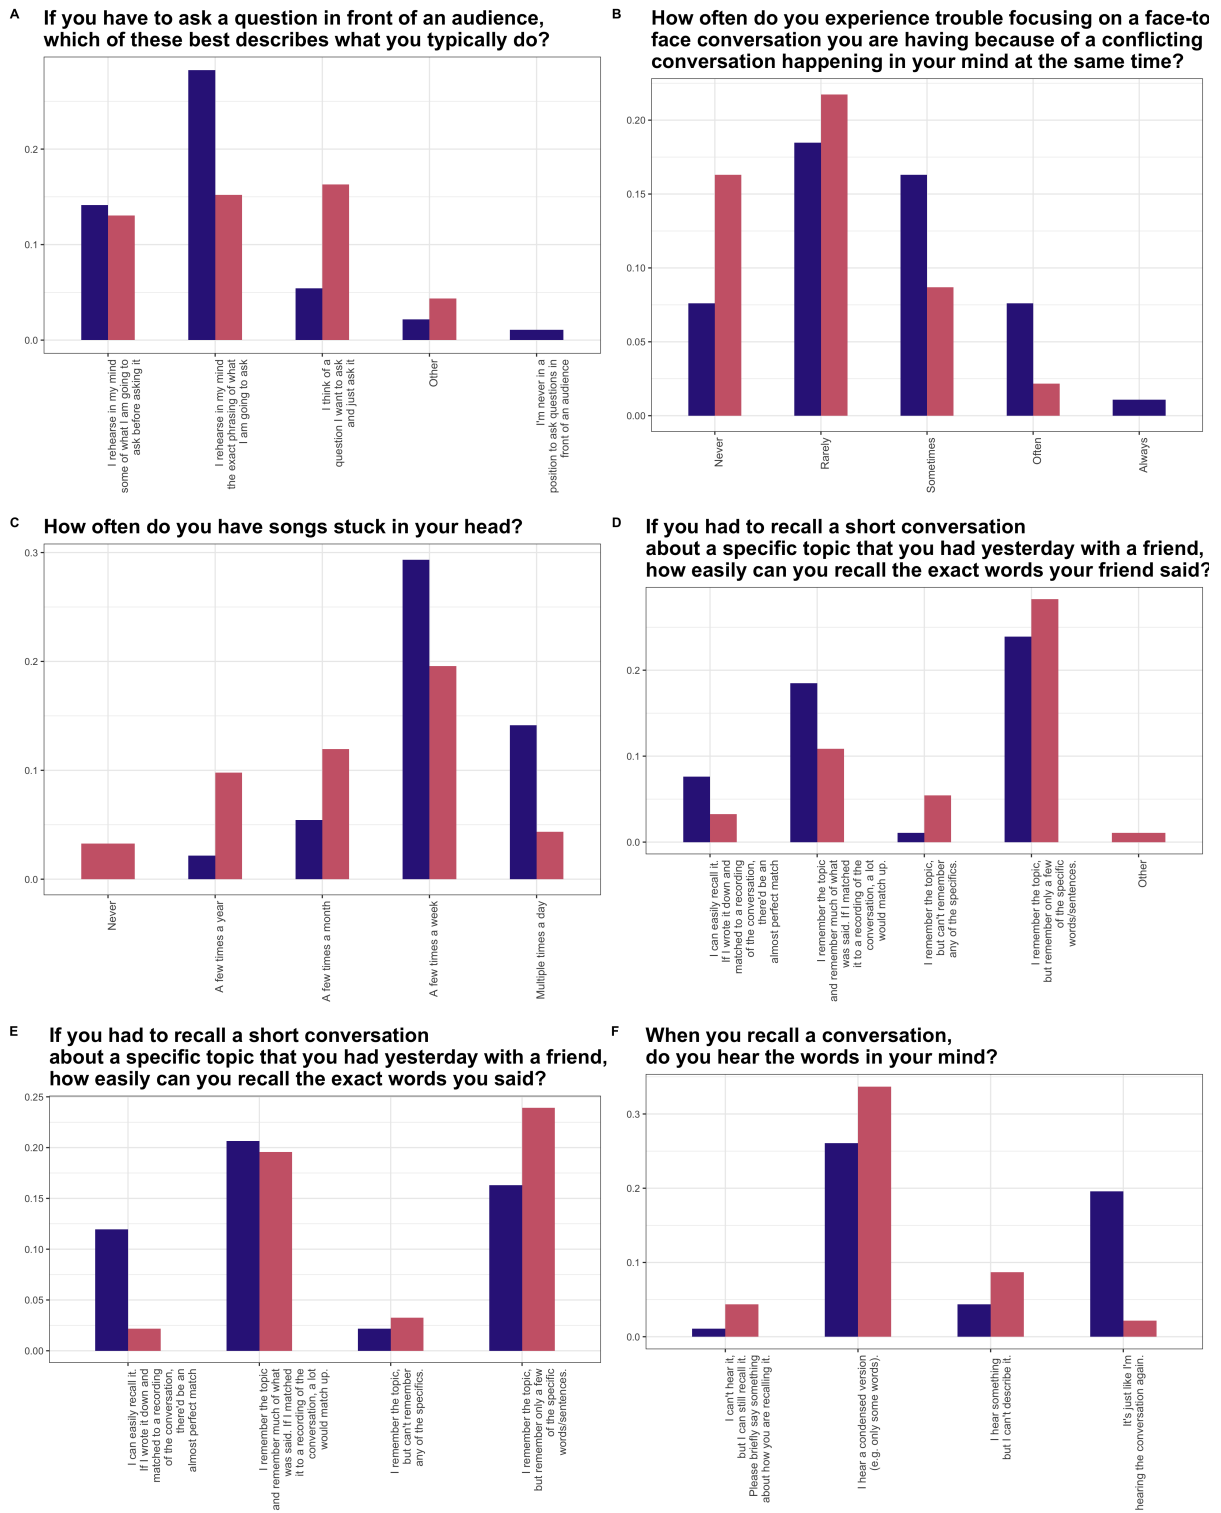 A
If you have to ask a question in front of an audience,
which of these best describes what you typically do?
0.2
0.1
0.0
I rehearse in my mind
some of what I am going to
ask before asking it
I rehearse in my mind
the exact phrasing of what
I am going to ask
I think of a
question I want to ask
and just ask it
Other
I'm never in a
position to ask questions in
front of an audience
B
How often do you experience trouble focusing on a face-to
face conversation you are having because of a conflicting
conversation happening in your mind at the same time?
0.20
0.15
0.10
0.05
0.00
Never
Rarely
Sometimes
Often
Always
C
How often do you have songs stuck in your head?
0.3
0.2
0.1
0.0
Never
A few times a year
A few times a month
A few times a week
Multiple times a day
D
If you had to recall a short conversation
about a specific topic that you had yesterday with a friend,
how easily can you recall the exact words your friend said?
0.2
0.1
0.0
I can easily recall it.
If I wrote it down and
matched to a recording
of the conversation,
there'd be an
almost perfect match
I remember the topic
and remember much of what
was said. If I matched
it to a recording of the
conversation, a lot
would match up.
I remember the topic,
but can't remember
any of the specifics.
I remember the topic,
but remember only a few
of the specific
words/sentences.
Other
E
If you had to recall a short conversation
about a specific topic that you had yesterday with a friend,
how easily can you recall the exact words you said?
0.25
0.20
0.15
0.10
0.05
0.00
I can easily recall it.
If I wrote it down and
matched to a recording
of the conversation,
there'd be an
almost perfect match
I remember the topic
and remember much of what
was said. If I matched
it to a recording of the
conversation, a lot
would match up.
I remember the topic,
but can't remember
any of the specifics.
I remember the topic,
but remember only a few
of the specific
words/sentences.
F
When you recall a conversation,
do you hear the words in your mind?
0.3
0.2
0.1
0.0
I can't hear it,
but I can still recall it.
Please briefly say something
about how you are recalling it.
I hear a condensed version
(e.g. only some words).
I hear something
but I can't describe it.
It's just like I'm
hearing the conversation again.